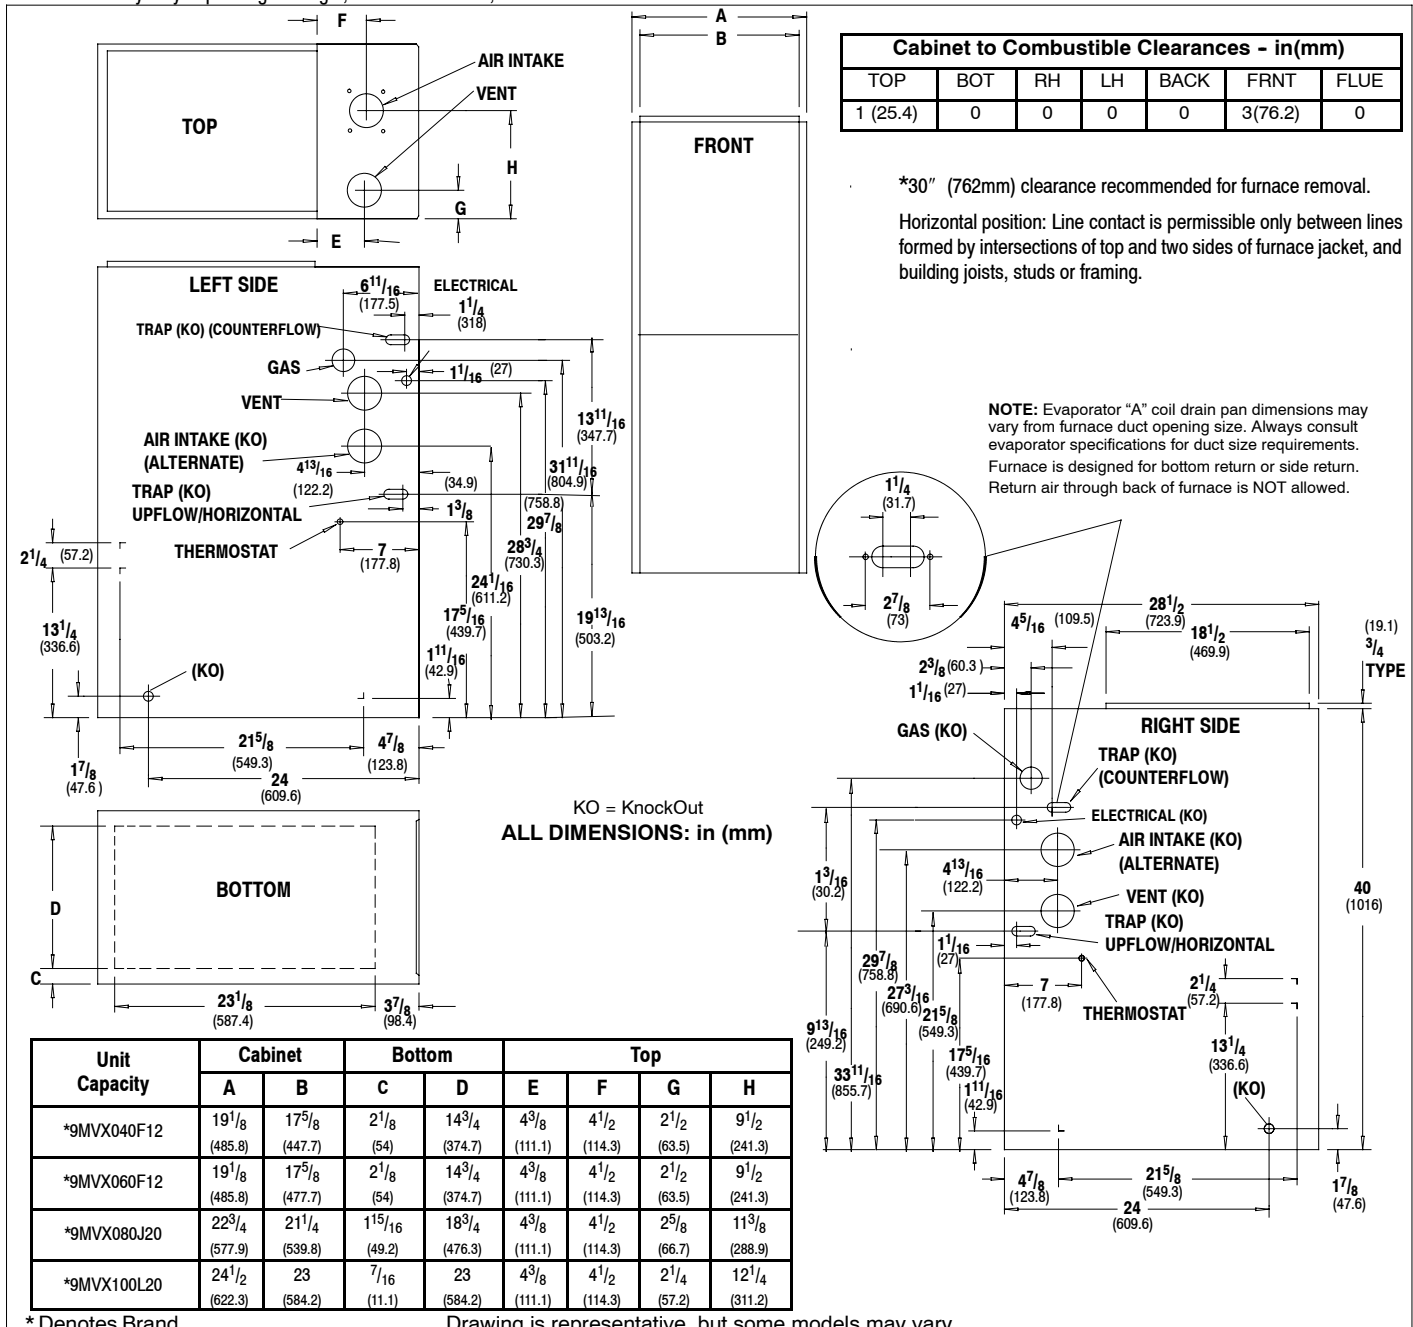 F
AIR INTAKE
VENT
TOP
H
G
E
A
B
FRONT
Cabinet to Combustible Clearances - in(mm)
TOP BOT RH LH BACK FRNT FLUE
1 (25.4) 0 0 0 0 3(76.2) 0
*30″ (762mm) clearance recommended for furnace removal.
Horizontal position: Line contact is permissible only between lines
formed by intersections of top and two sides of furnace jacket, and
building joists, studs or framing.
LEFT SIDE
6 11/16
(177.5)
ELECTRICAL
1 1/4
(318)
TRAP (KO) (COUNTERFLOW)
GAS
1 1/16 (27)
VENT
13 11/16
(347.7)
AIR INTAKE (KO)
(ALTERNATE)
4 13/16
(122.2)
(34.9)
31 11/16
(804.9)
TRAP (KO)
UPFLOW/HORIZONTAL
1 3/8
(758.8)
29 7/8
THERMOSTAT
7
(177.8)
28 3/4
(730.3)
2 1/4 (57.2)
24 1/16
(611.2)
17 5/16
(439.7)
19 13/16
(503.2)
13 1/4
(336.6)
1 11/16
(42.9)
(KO)
21 5/8
(549.3)
4 7/8
(123.8)
1 7/8
(47.6 )
24
(609.6)
NOTE: Evaporator “A” coil drain pan dimensions may
vary from furnace duct opening size. Always consult
evaporator specifications for duct size requirements.
Furnace is designed for bottom return or side return.
Return air through back of furnace is NOT allowed.
1 1/4
(31.7)
2 7/8
(73)
28 1/2
(723.9)
4 5/16 (109.5)
18 1/2
(469.9)
(19.1)
3/4
TYPE
2 3/8 (60.3 )
1 1/16 (27)
RIGHT SIDE
GAS (KO)
TRAP (KO)
(COUNTERFLOW)
ELECTRICAL (KO)
AIR INTAKE (KO)
(ALTERNATE)
4 13/16
(122.2)
1 3/16
(30.2)
VENT (KO)
40
(1016)
TRAP (KO)
UPFLOW/HORIZONTAL
1 1/16
(27)
29 7/8
(758.8)
7
(177.8)
2 1/4
(57.2)
27 3/16
(690.6)
THERMOSTAT
21 5/8
(549.3)
9 13/16
(249.2)
13 1/4
(336.6)
17 5/16
(439.7)
33 11/16
(855.7)
1 11/16
(42.9)
(KO)
4 7/8
(123.8)
21 5/8
(549.3)
1 7/8
(47.6)
24
(609.6)
KO = KnockOut
ALL DIMENSIONS: in (mm)
BOTTOM
D
C
23 1/8
(587.4)
3 7/8
(98.4)
Unit Capacity Cabinet Bottom Top
A B C D E F G H
*9MVX040F12 19 1/8 17 5/8 2 1/8 14 3/4 4 3/8 4 1/2 2 1/2 9 1/2
(485.8) (447.7) (54) (374.7) (111.1) (114.3) (63.5) (241.3)
*9MVX060F12 19 1/8 17 5/8 2 1/8 14 3/4 4 3/8 4 1/2 2 1/2 9 1/2
(485.8) (477.7) (54) (374.7) (111.1) (114.3) (63.5) (241.3)
*9MVX080J20 22 3/4 21 1/4 1 15/16 18 3/4 4 3/8 4 1/2 2 5/8 11 3/8
(577.9) (539.8) (49.2) (476.3) (111.1) (114.3) (66.7) (288.9)
*9MVX100L20 24 1/2 23 7/16 23 4 3/8 4 1/2 2 1/4 12 1/4
(622.3) (584.2) (11.1) (584.2) (111.1) (114.3) (57.2) (311.2)
* Denotes Brand Drawing is representative, but some models may vary